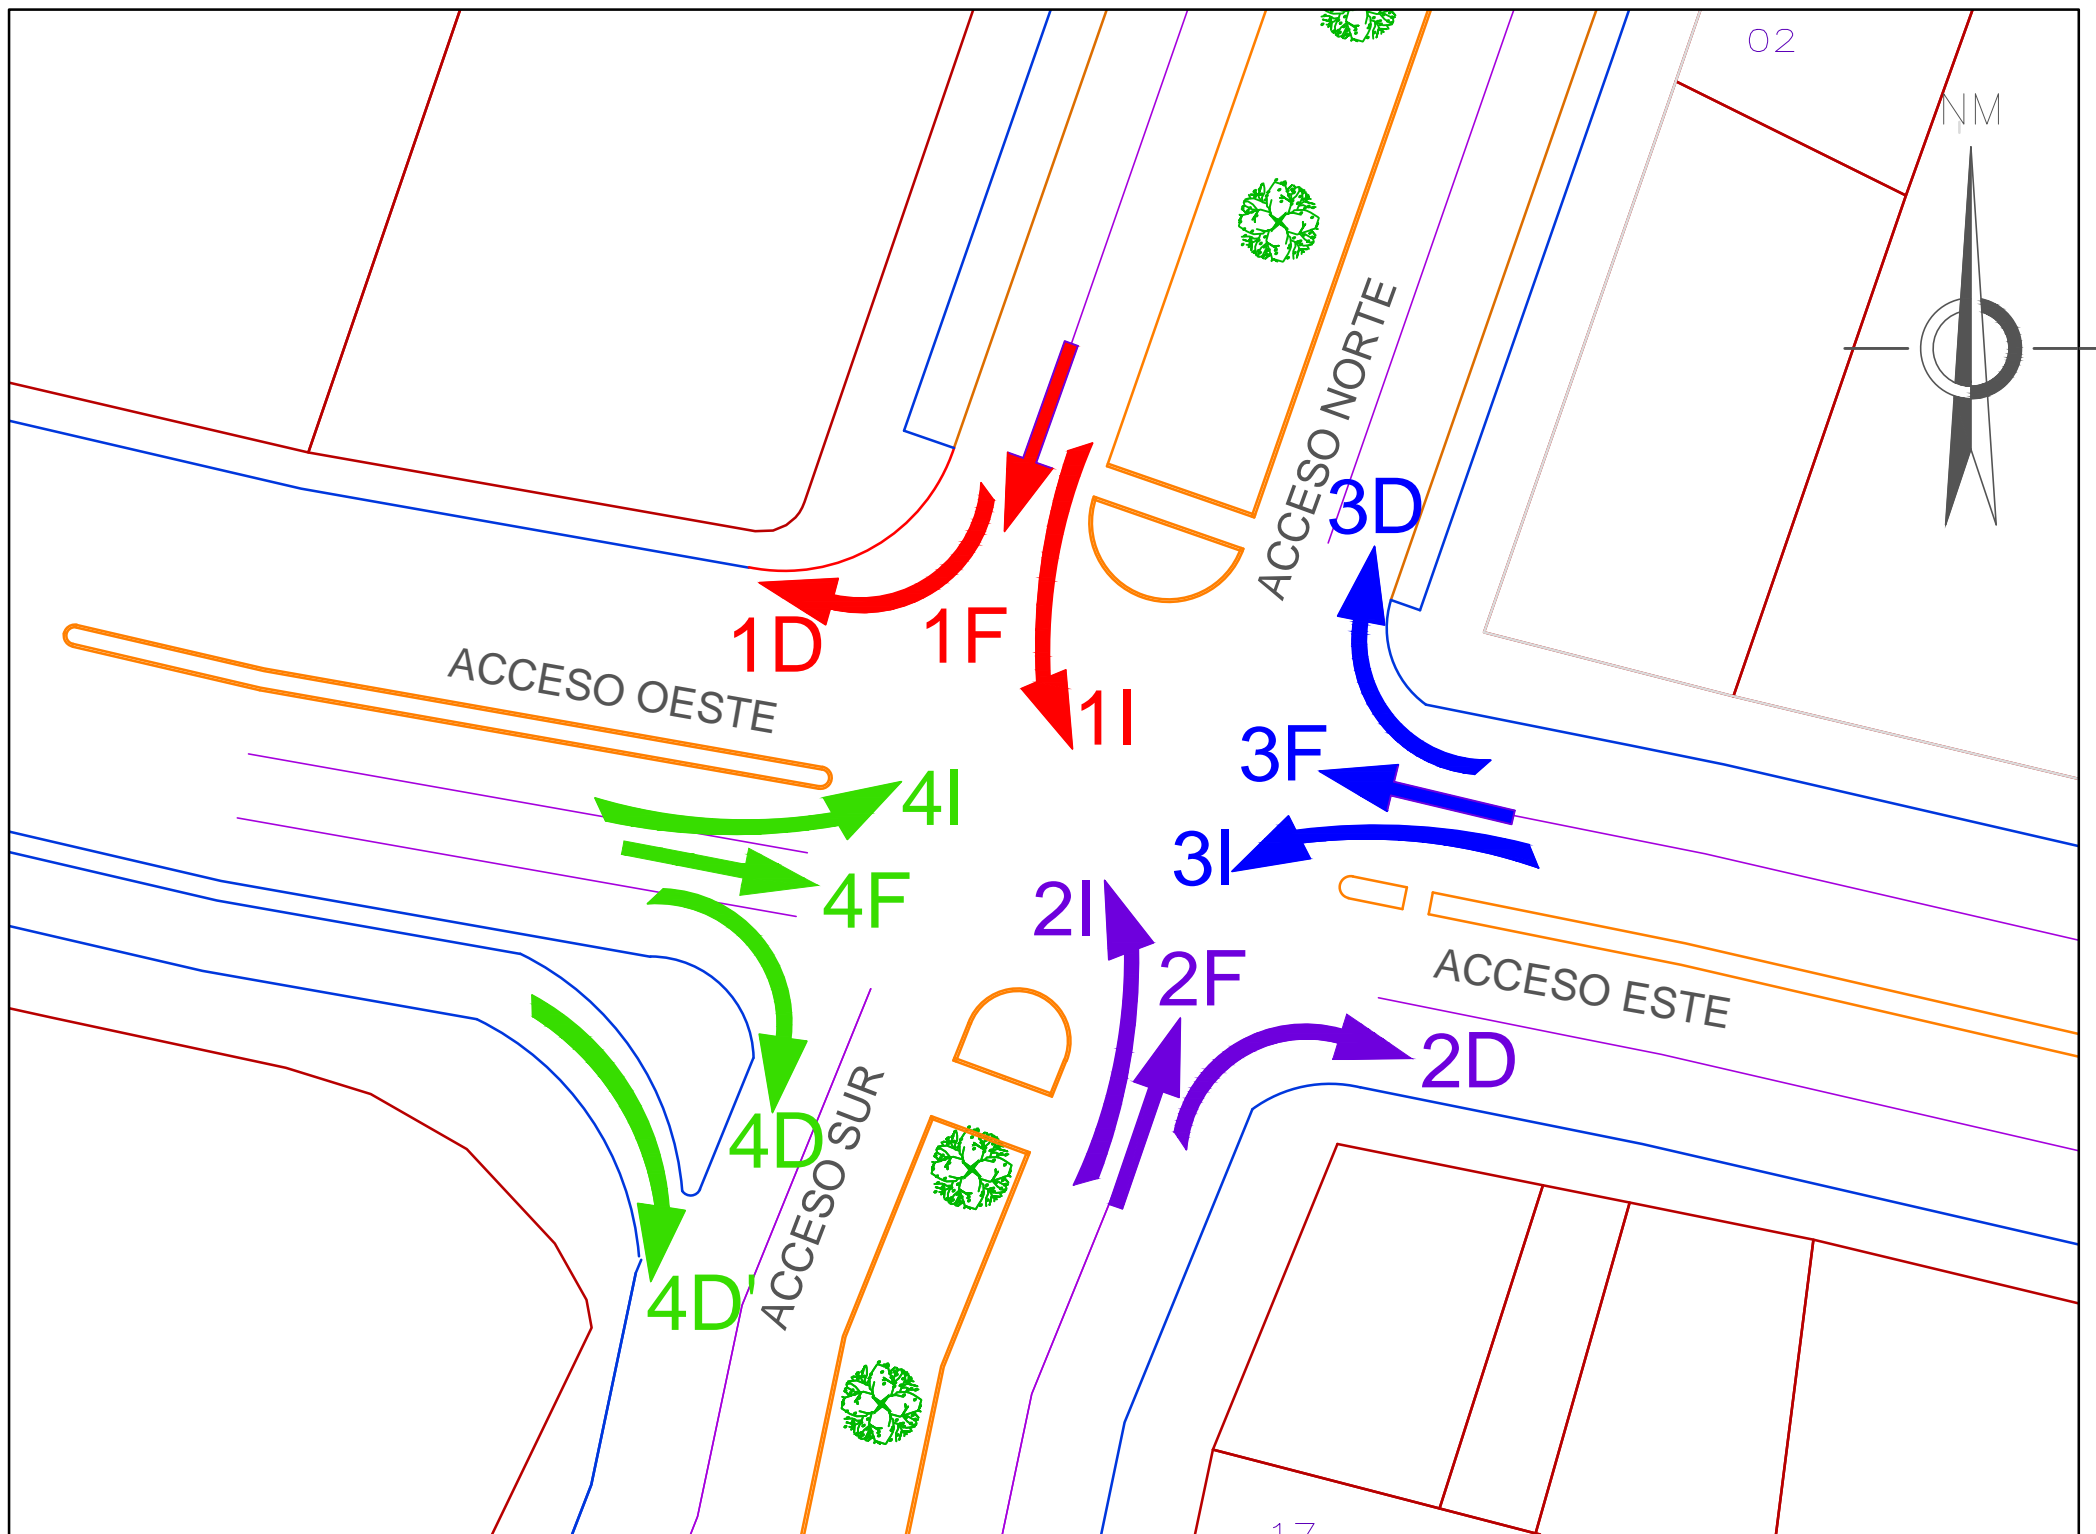 02
NM
ACCESO NORTE
3D
1D
1F
1I
ACCESO OESTE
3F
4I
3I
4F
2I
2F
ACCESO ESTE
2D
4D
ACCESO SUR
4D'
17